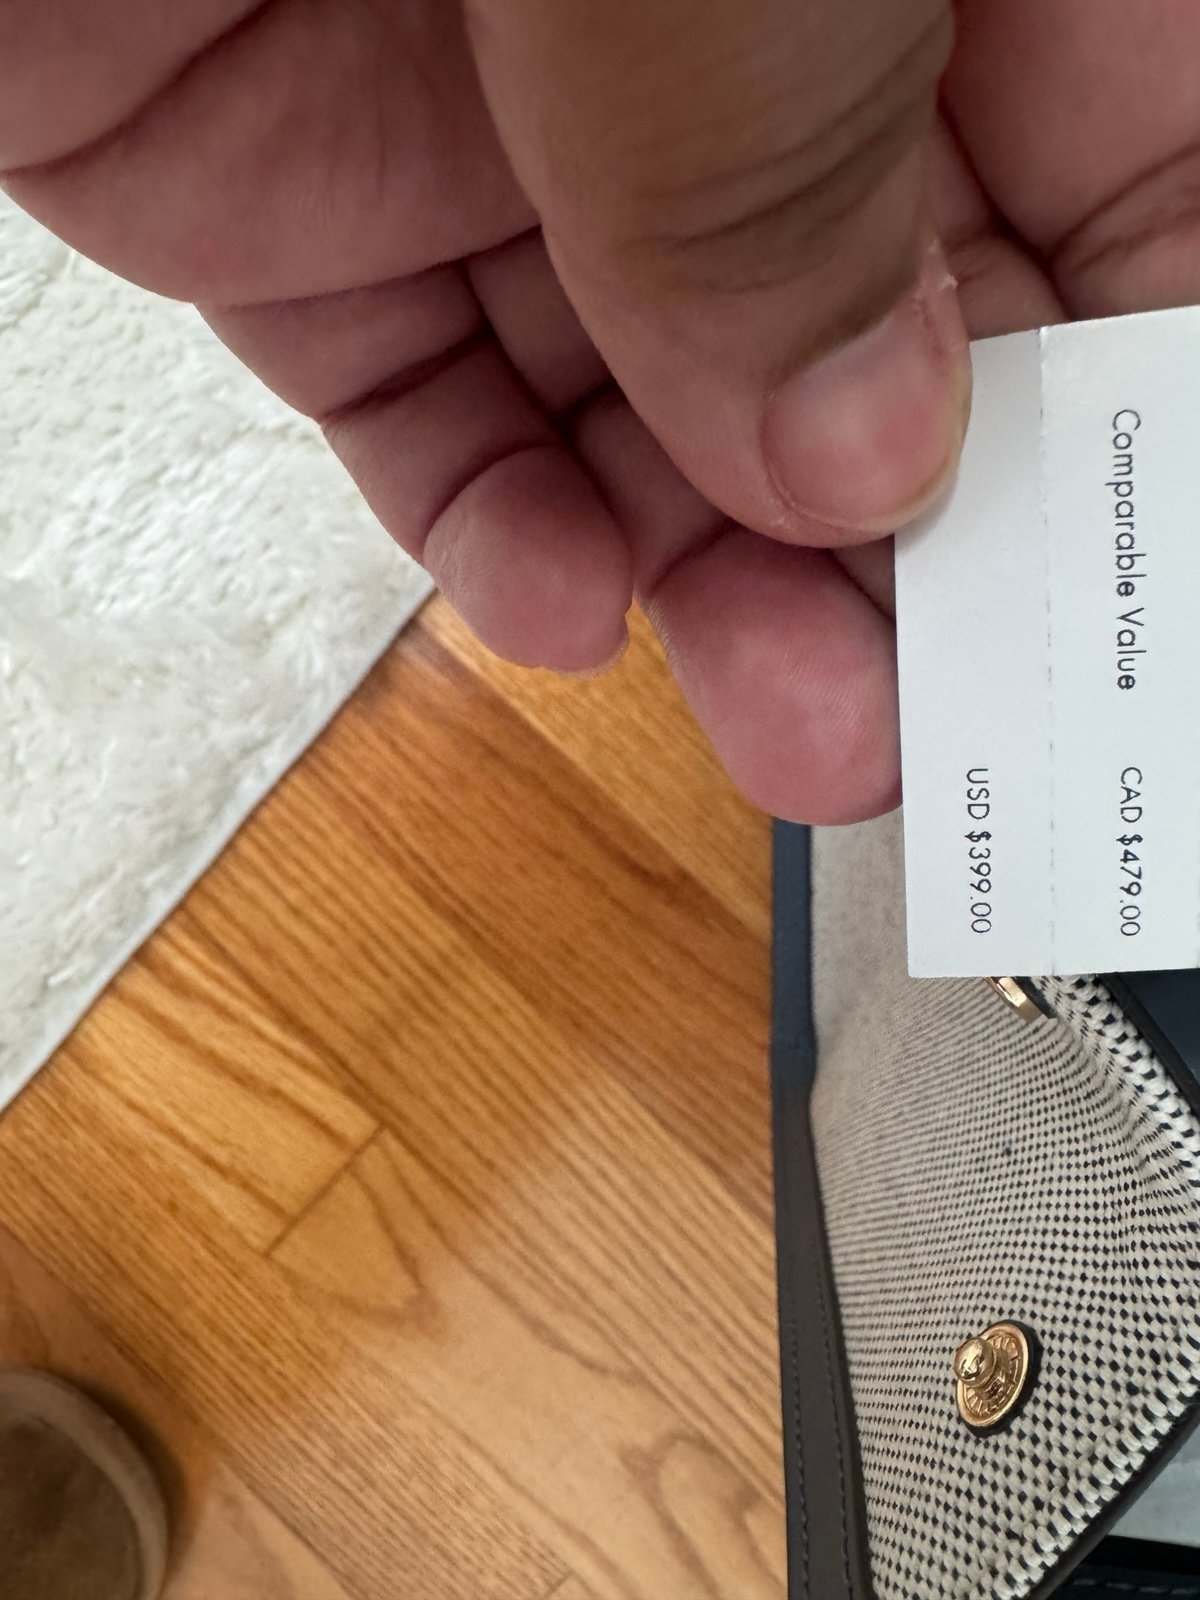 Comparable Value
CAD $479.00
USD $399.00